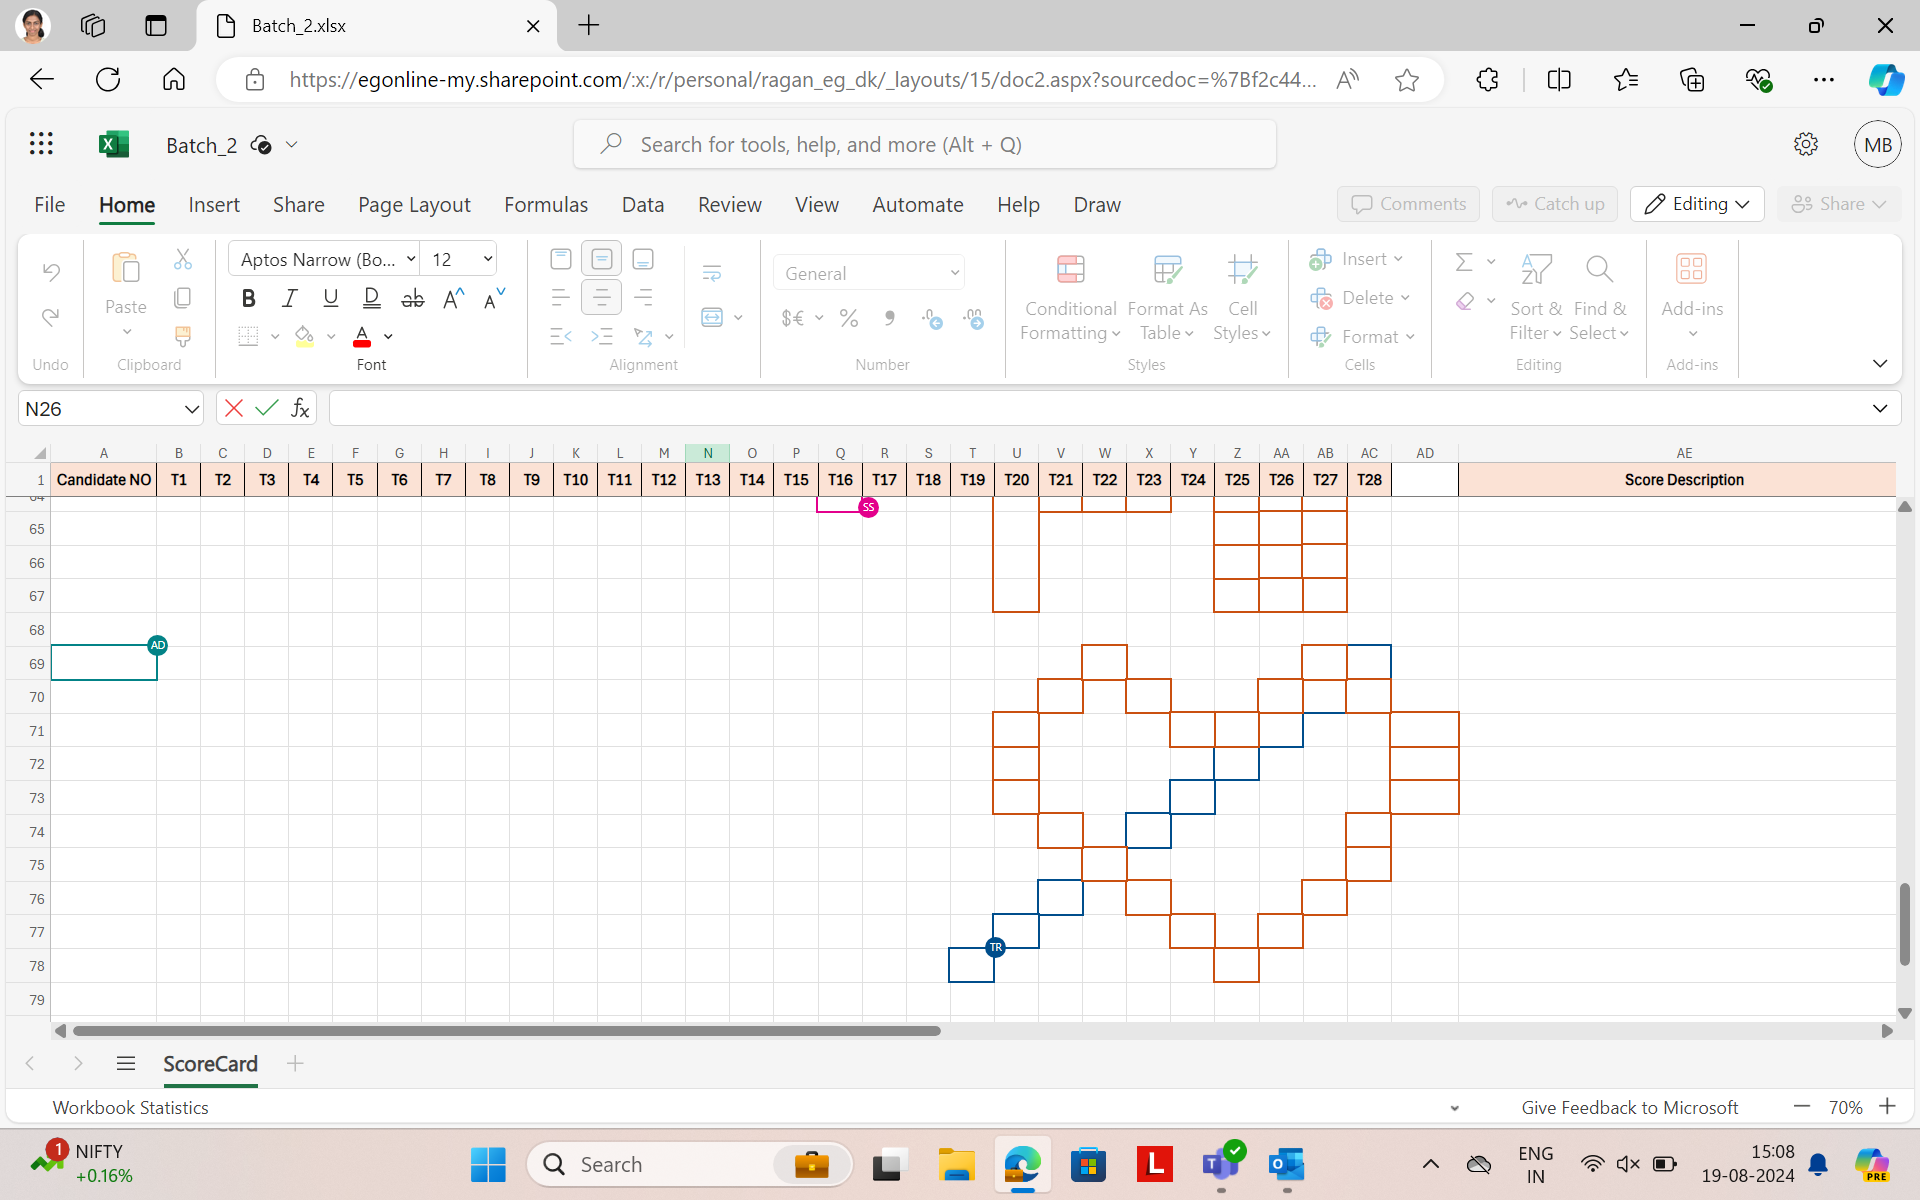 Batch_2.xlsx
https://egonline-my.sharepoint.com/:x:/r/personal/ragan_eg_dk/_layouts/15/doc2.aspx?sourcedoc=%7Bf2c44...
Batch_2
Search for tools, help, and more (Alt + Q)
MB
File Home Insert Share Page Layout Formulas Data Review View Automate Help Draw
Comments Catch up Editing Share
Aptos Narrow (Bo... 12
General
Insert
Paste
Delete
Conditional Formatting
Format As Table
Cell Styles
Sort & Filter
Find & Select
Add-ins
Format
Undo Clipboard Font Alignment Number Styles Cells Editing Add-ins
N26
fx
A B C D E F G H I J K L M N O P Q R S T U V W X Y Z AA AB AC AD AE
1 Candidate NO T1 T2 T3 T4 T5 T6 T7 T8 T9 T10 T11 T12 T13 T14 T15 T16 T17 T18 T19 T20 T21 T22 T23 T24 T25 T26 T27 T28 Score Description
64
SS
65
66
67
68
AD
69
70
71
72
73
74
75
76
77
TR
78
79
ScoreCard
Workbook Statistics
Give Feedback to Microsoft
70%
1
NIFTY
+0.16%
Search
L
T
O
PRE
ENG
IN
15:08
19-08-2024